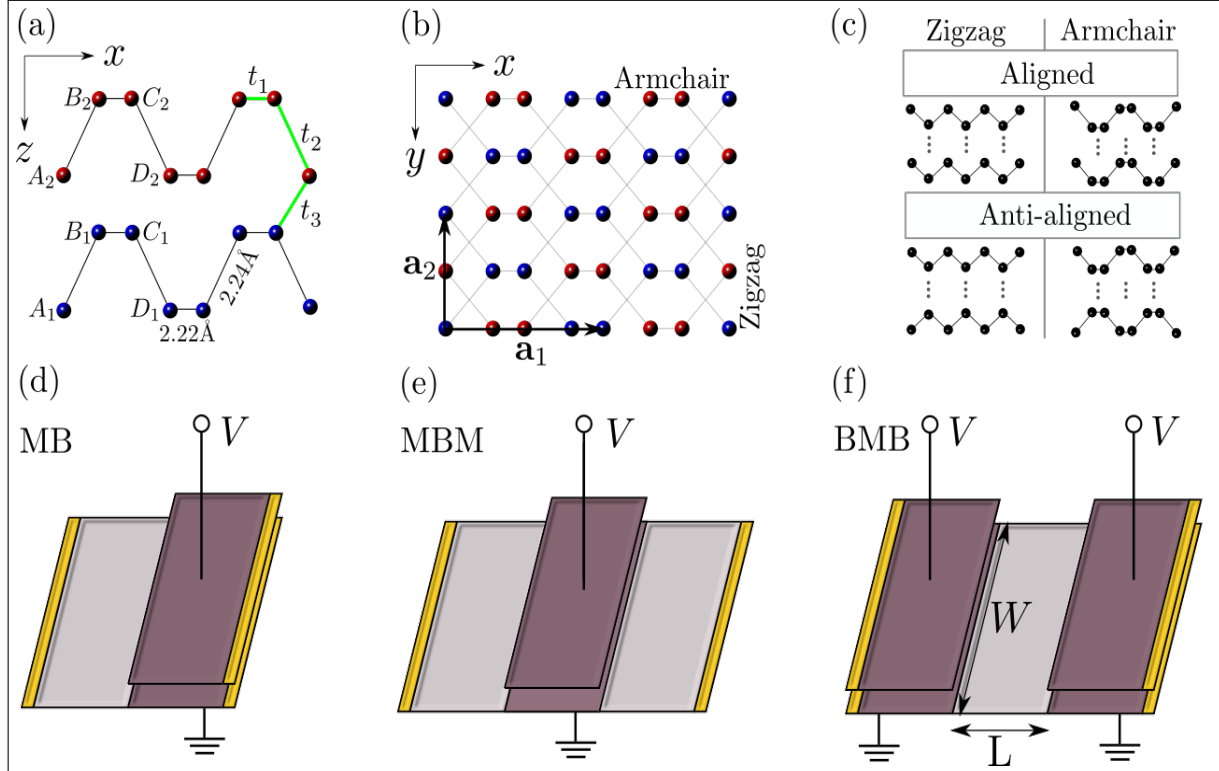 (a)
x
z
B₂
C₂
t₁
t₂
A₂
D₂
t₃
B₁
C₁
A₁
D₁
2.24Å
2.22Å
(b)
x
Armchair
y
a₂
Zigzag
a₁
(c)
Zigzag Armchair
Aligned
Anti-aligned
(d)
MB
V
(e)
MBM
V
(f)
BMB
V
V
W
L